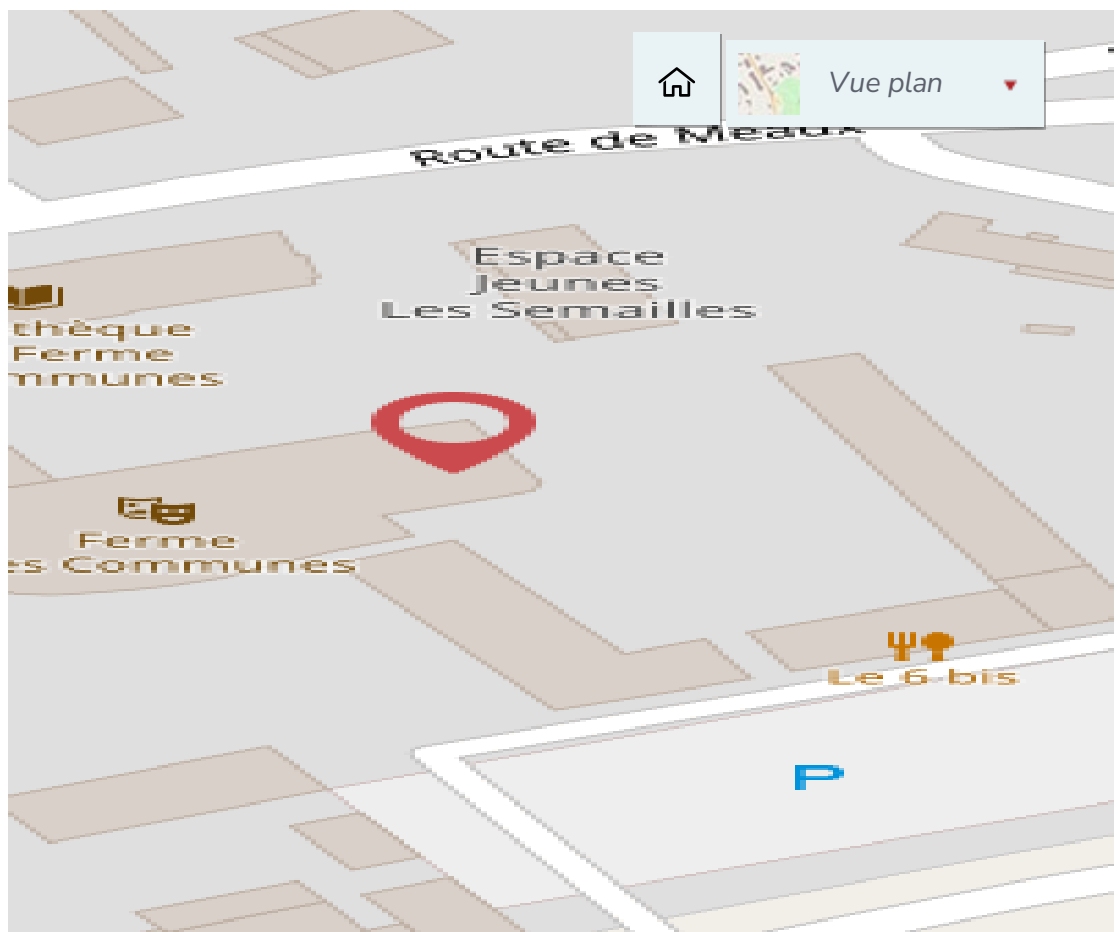 Vue plan
Route de Meaux
Espace
Jeunes
Les Semailles
thèque
Ferme
mmunes
Ferme
es Communes
Le 6 bis
P